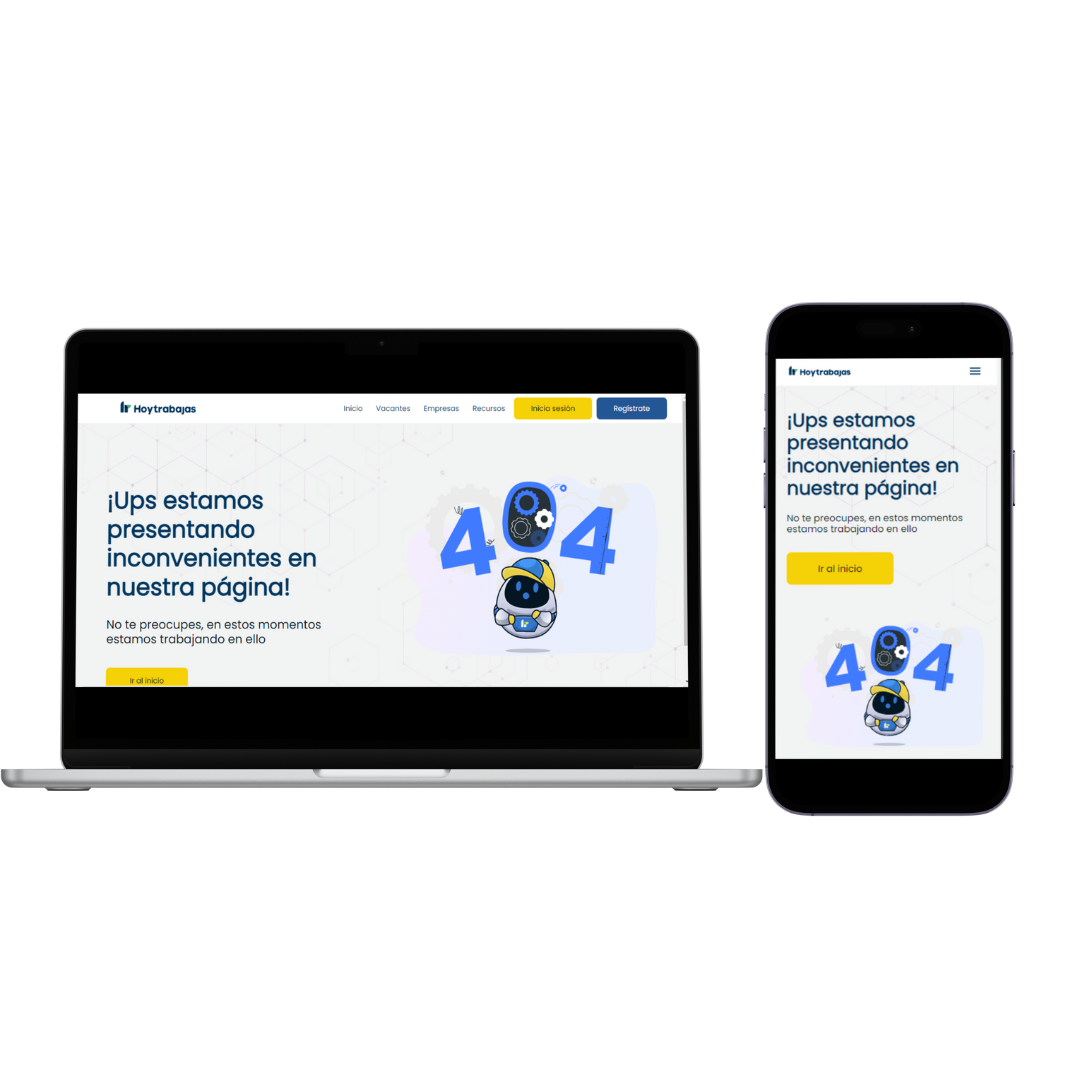 Hoytrabajas
Inicio Vacantes Empresas Recursos Inicia sesión Regístrate
¡Ups estamos
presentando
inconvenientes en
nuestra página!
No te preocupes, en estos momentos
estamos trabajando en ello
Ir al inicio
404
Hoytrabajas
¡Ups estamos
presentando
inconvenientes en
nuestra página!
No te preocupes, en estos momentos
estamos trabajando en ello
Ir al inicio
404